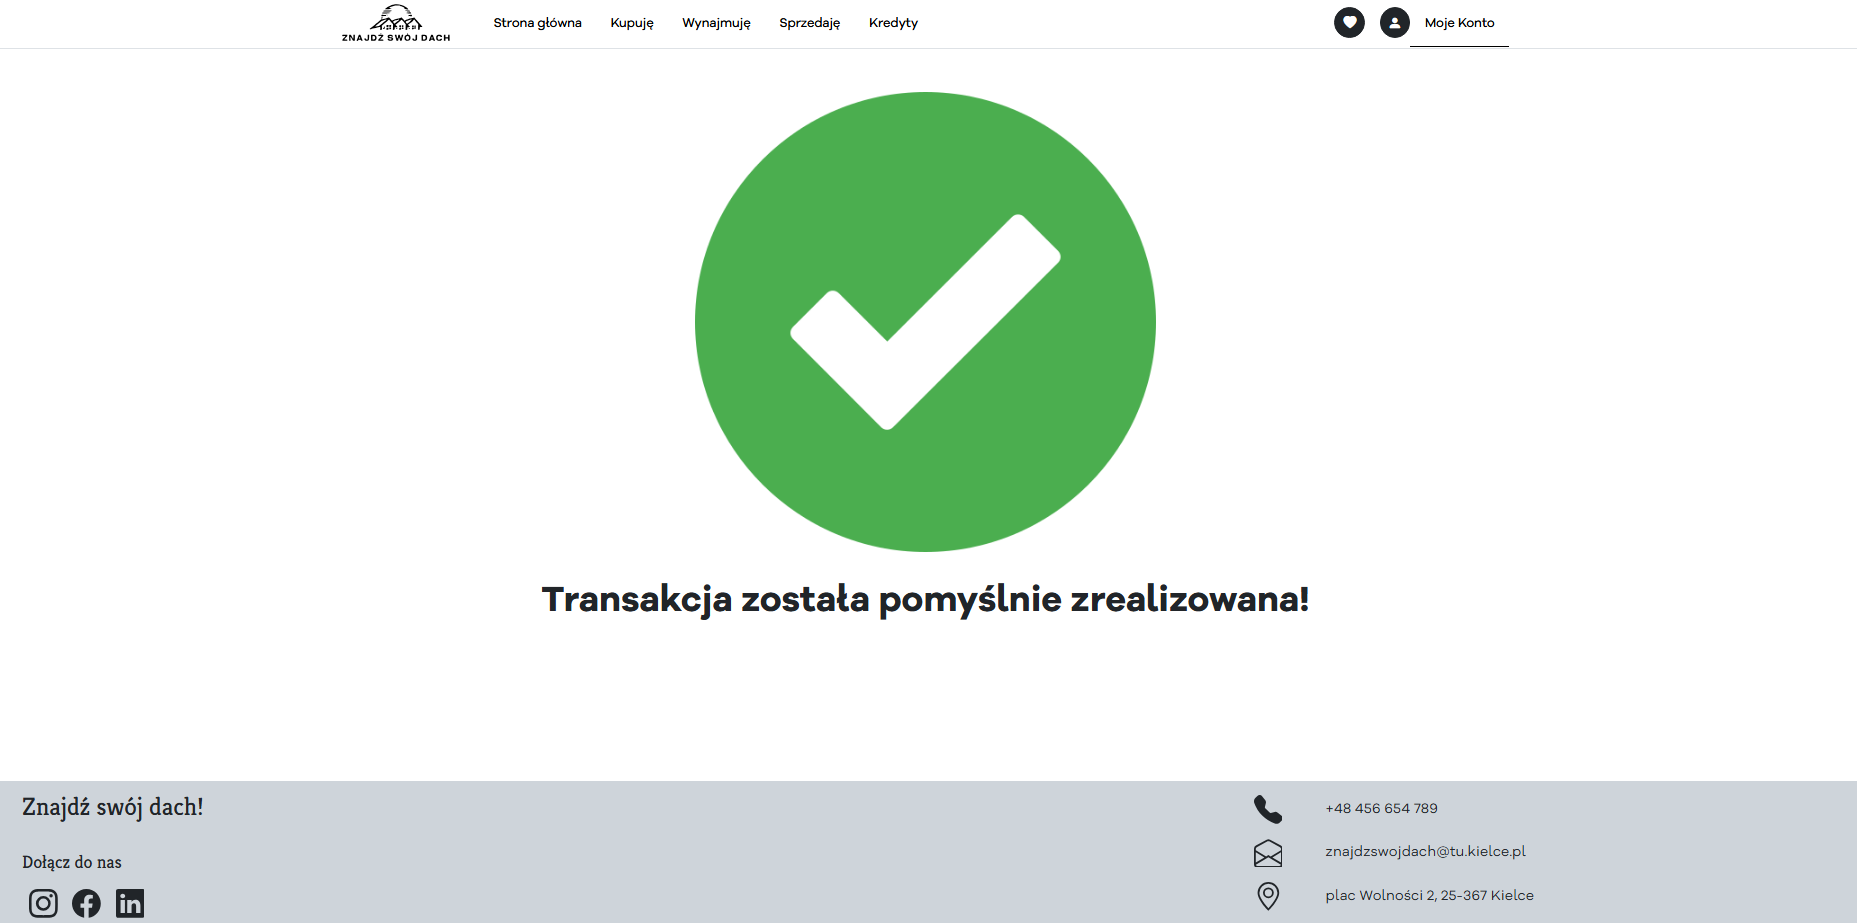 ZNAJDŹ SWÓJ DACH
Strona główna
Kupuję
Wynajmuję
Sprzedaję
Kredyty
Moje Konto
Transakcja została pomyślnie zrealizowana!
Znajdź swój dach!
Dołącz do nas
+48 456 654 789
znajdzswojdach@tu.kielce.pl
plac Wolności 2, 25-367 Kielce